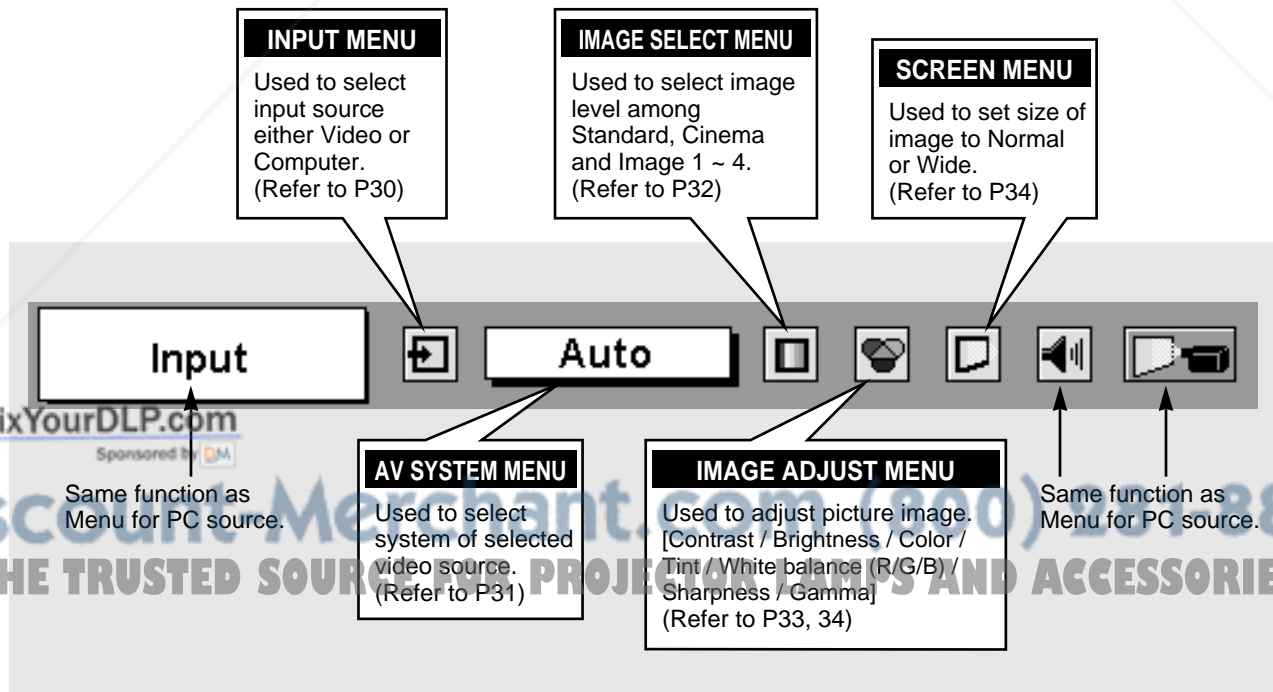 INPUT MENU
Used to select
input source
either Video or
Computer.
(Refer to P30)
IMAGE SELECT MENU
Used to select image
level among
Standard, Cinema
and Image 1 ~ 4.
(Refer to P32)
SCREEN MENU
Used to set size of
image to Normal
or Wide.
(Refer to P34)
Input
Auto
ixYourDLP.com
Sponsored by DM
Same function as
Menu for PC source.
AV SYSTEM MENU
Used to select
system of selected
video source.
(Refer to P31)
IMAGE ADJUST MENU
Used to adjust picture image.
[Contrast / Brightness / Color /
Tint / White balance (R/G/B) /
Sharpness / Gamma]
(Refer to P33, 34)
Same function as
Menu for PC source.
scount-Merchant.com (800) 281-88
HE TRUSTED SOURCE FOR PROJECTOR LAMPS AND ACCESSORIE